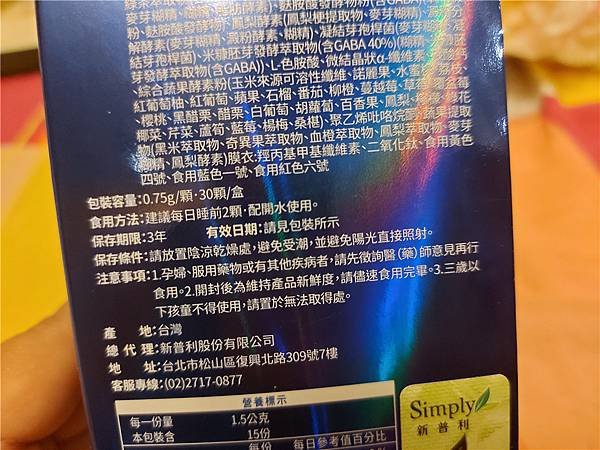 粉、麩胺酸發酵物、鳳梨酵素(鳳梨梗提取物、麥芽糊精)、澱粉分
解酵素(麥芽糊精、澱粉酵素、糊精)、凝結芽孢桿菌(麥芽糊精、凝
結芽孢桿菌)、米糠胚芽發酵萃取物(含GABA 40%)(糊精、
芽發酵萃取物(含GABA))、L-色胺酸、微結晶狀α-纖維素、
、綜合蔬果酵素粉(玉米來源可溶性纖維、諾麗果、水蜜桃、荔枝、
紅葡萄柚、紅葡萄、蘋果、石榴、番茄、柳橙、蔓越莓、草莓、
、櫻桃、黑醋栗、醋栗、白葡萄、胡蘿蔔、百香果、鳳梨、檸檬、
椰菜、芹菜、蘆筍、藍莓、楊梅、桑椹)、聚乙烯吡咯烷酮、蔬果提取
物(黑米萃取物、奇異果萃取物、血橙萃取物、鳳梨萃取物、麥芽
糊精、鳳梨酵素)膜衣:羥丙基甲基纖維素、二氧化鈦、食用黃色
四號、食用藍色一號、食用紅色六號
包裝容量:0.75g/顆·30顆/盒
食用方法:建議每日睡前2顆·配開水使用。
保存期限:3年 有效日期:請見包裝所示
保存條件:請放置陰涼乾燥處,避免受潮,並避免陽光直接照射。
注意事項:1.孕婦、服用藥物或有其他疾病者,請先徵詢醫(藥)師意見再行
食用。2.開封後為維持產品新鮮度,請儘速食用完畢。3.三歲以
下孩童不得使用,請置於無法取得處。
產 地:台灣
總 代 理:新普利股份有限公司
地 址:台北市松山區復興北路309號7樓
客服專線:(02)2717-0877
營養標示
每一份量 1.5公克
本包裝含 15份
每份 每日參考值百分比
Simply
新普利